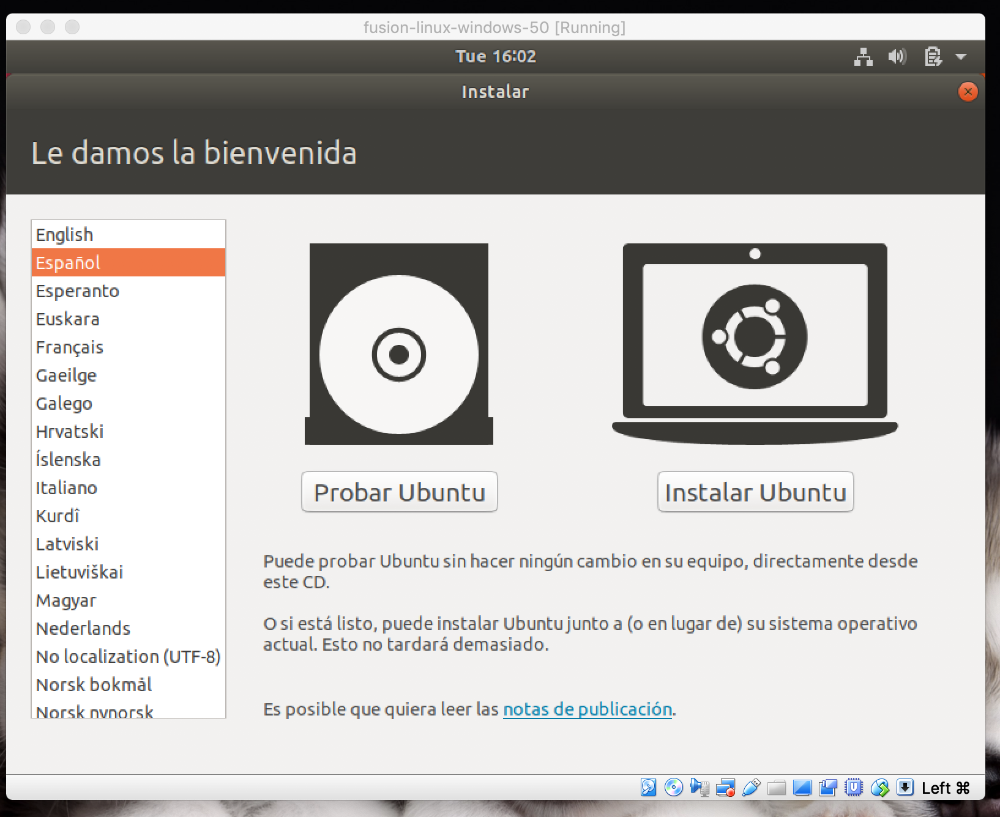 fusion-linux-windows-50 [Running]
Tue 16:02
Instalar
Le damos la bienvenida
English
Español
Esperanto
Euskara
Français
Gaeilge
Galego
Hrvatski
Íslenska
Italiano
Kurdî
Latviski
Lietuviškai
Magyar
Nederlands
No localization (UTF-8)
Norsk bokmål
Norsk nynorsk
Probar Ubuntu
Instalar Ubuntu
Puede probar Ubuntu sin hacer ningún cambio en su equipo, directamente desde
este CD.
O si está listo, puede instalar Ubuntu junto a (o en lugar de) su sistema operativo
actual. Esto no tardará demasiado.
Es posible que quiera leer las notas de publicación.
Left ⌘